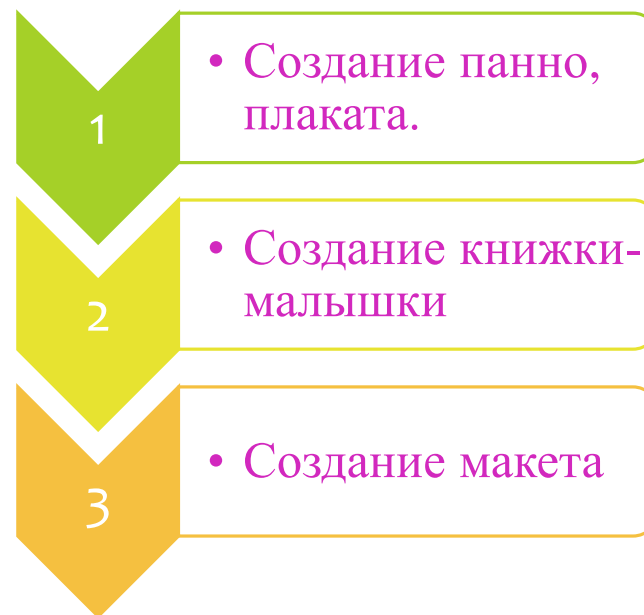 1
• Создание панно,
плаката.
2
• Создание книжки-
малышки
3
• Создание макета